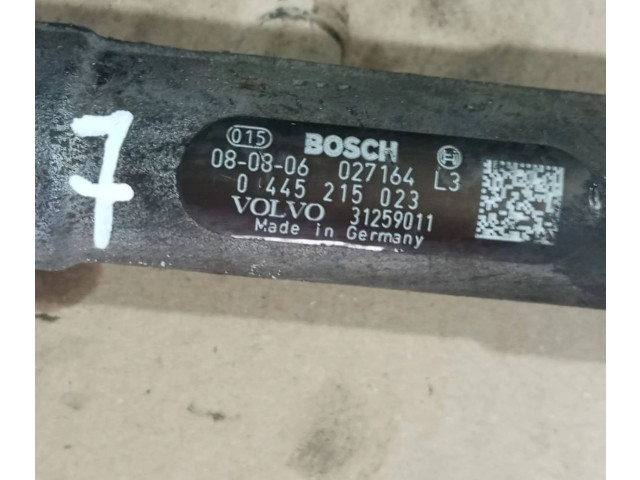 7
015 BOSCH
08-08-06 027164 L3
0 445 215 023
VOLVO 31259011
Made in Germany